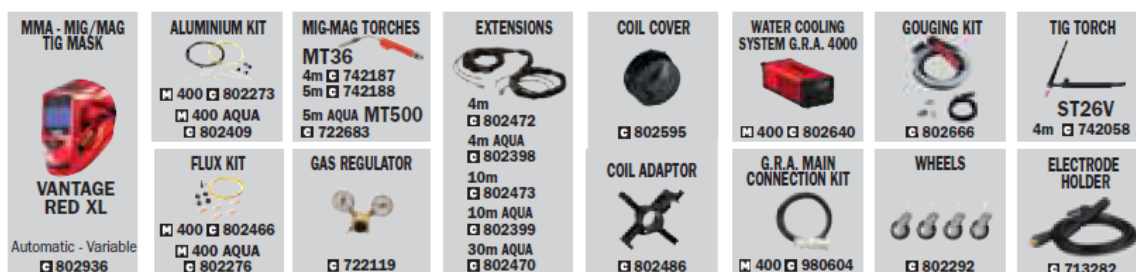 MMA - MIG/MAG
TIG MASK
VANTAGE
RED XL
Automatic - Variable
C 802936
ALUMINIUM KIT
M 400 C 802273
M 400 AQUA
C 802409
FLUX KIT
M 400 C 802466
M 400 AQUA
C 802276
MIG-MAG TORCHES
MT36
4m C 742187
5m C 742188
5m AQUA MT500
C 722683
GAS REGULATOR
C 722119
EXTENSIONS
4m
C 802472
4m AQUA
C 802398
10m
C 802473
10m AQUA
C 802399
30m AQUA
C 802470
COIL COVER
C 802595
COIL ADAPTOR
C 802486
WATER COOLING
SYSTEM G.R.A. 4000
M 400 C 802640
G.R.A. MAIN
CONNECTION KIT
M 400 C 980604
GOUGING KIT
C 802666
WHEELS
C 802292
TIG TORCH
ST26V
4m C 742058
ELECTRODE
HOLDER
C 713282